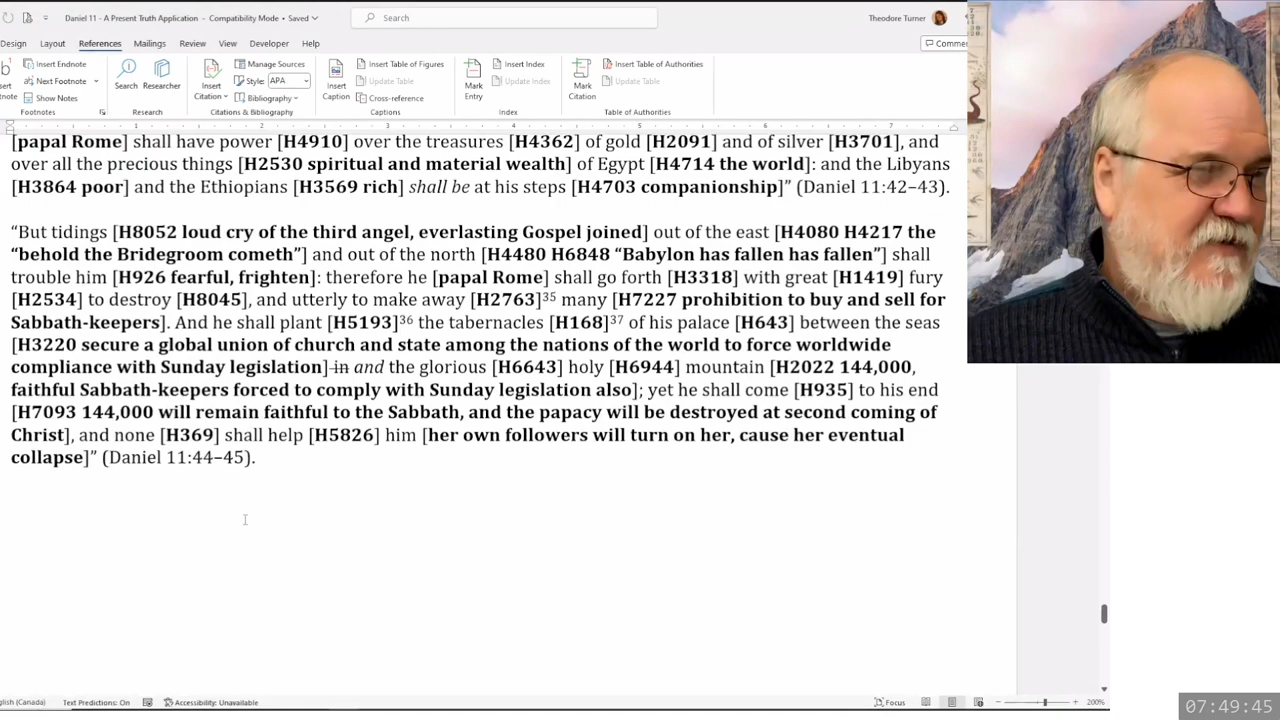 Daniel 11 - A Present Truth Application - Compatibility Mode • Saved
Search
Theodore Turner
Design Layout References Mailings Review View Developer Help
Comme
Insert Endnote
Next Footnote
Show Notes
Footnotes
Search
Researcher
Research
Insert
Citation
Manage Sources
Style: APA
Bibliography
Citations & Bibliography
Insert
Caption
Insert Table of Figures
Update Table
Cross-reference
Captions
Mark
Entry
Insert Index
Update Index
Index
Mark
Citation
Insert Table of Authorities
Update Table
Table of Authorities
1 2 3 4 5 6 7
[papal Rome] shall have power [H4910] over the treasures [H4362] of gold [H2091] and of silver [H3701], and
over all the precious things [H2530 spiritual and material wealth] of Egypt [H4714 the world]: and the Libyans
[H3864 poor] and the Ethiopians [H3569 rich] shall be at his steps [H4703 companionship]” (Daniel 11:42–43).
“But tidings [H8052 loud cry of the third angel, everlasting Gospel joined] out of the east [H4080 H4217 the
“behold the Bridegroom cometh”] and out of the north [H4480 H6848 “Babylon has fallen has fallen”] shall
trouble him [H926 fearful, frighten]: therefore he [papal Rome] shall go forth [H3318] with great [H1419] fury
[H2534] to destroy [H8045], and utterly to make away [H2763]35 many [H7227 prohibition to buy and sell for
Sabbath-keepers]. And he shall plant [H5193]36 the tabernacles [H168]37 of his palace [H643] between the seas
[H3220 secure a global union of church and state among the nations of the world to force worldwide
compliance with Sunday legislation] in and the glorious [H6643] holy [H6944] mountain [H2022 144,000,
faithful Sabbath-keepers forced to comply with Sunday legislation also]; yet he shall come [H935] to his end
[H7093 144,000 will remain faithful to the Sabbath, and the papacy will be destroyed at second coming of
Christ], and none [H369] shall help [H5826] him [her own followers will turn on her, cause her eventual
collapse]” (Daniel 11:44–45).
glish (Canada) Text Predictions: On Accessibility: Unavailable
Focus
200%
07:49:45